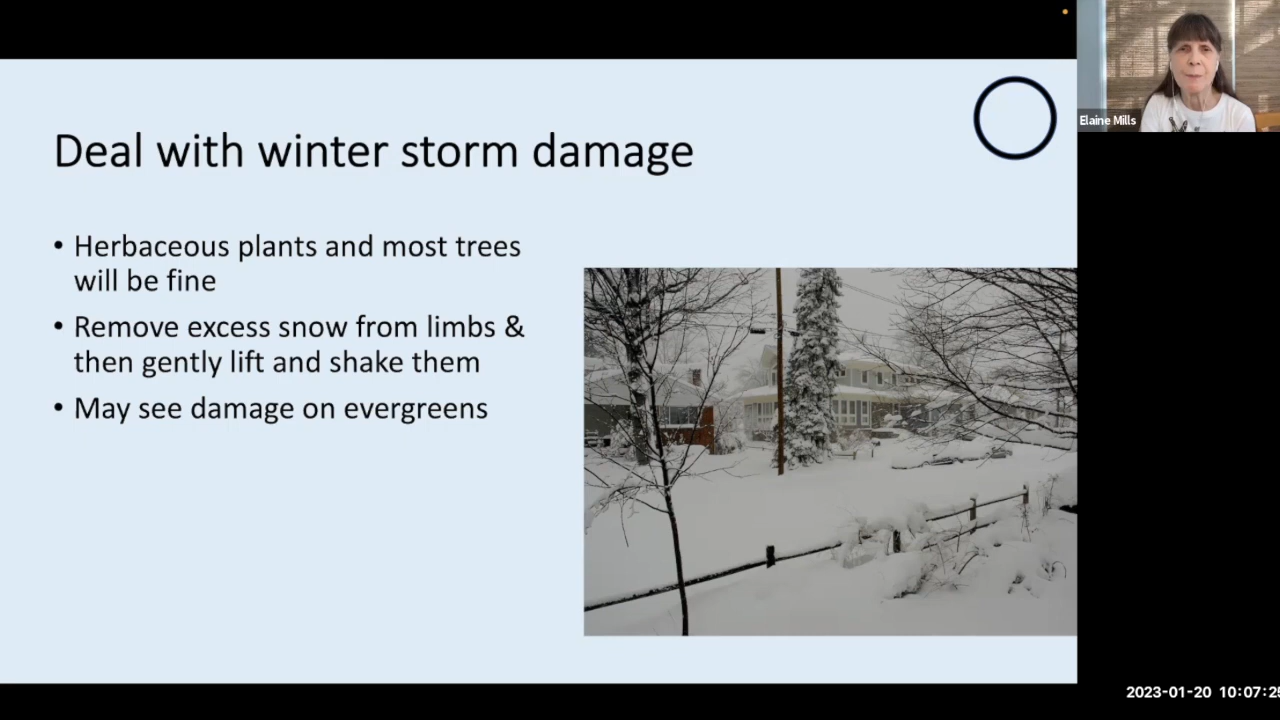 Deal with winter storm damage
• Herbaceous plants and most trees
will be fine
• Remove excess snow from limbs &
then gently lift and shake them
• May see damage on evergreens
Elaine Mills
2023-01-20 10:07:25